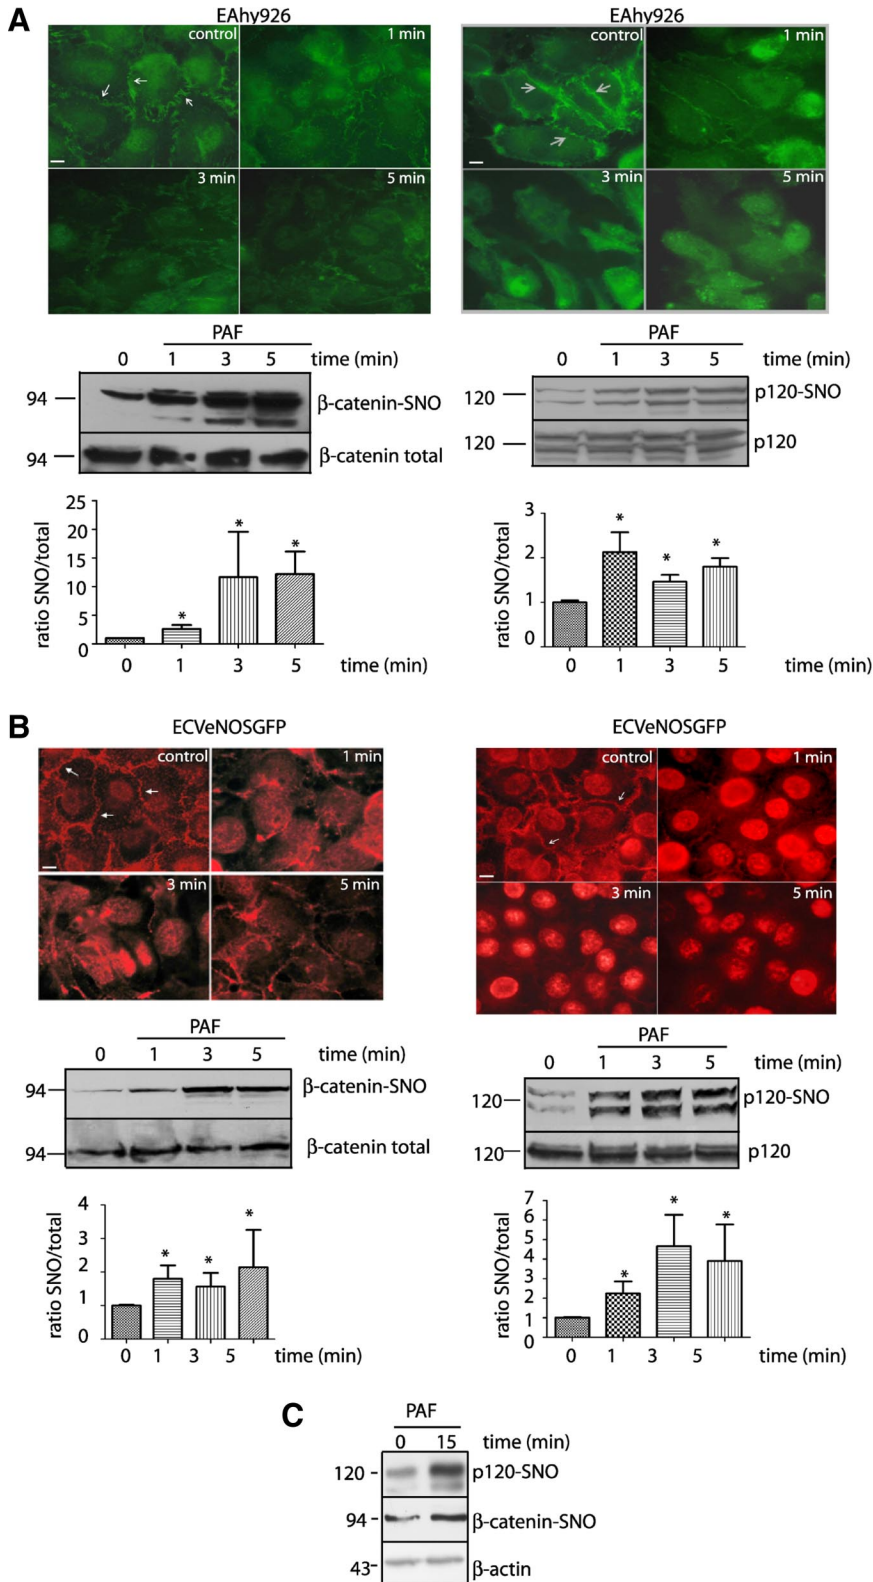 A
EAhy926
control
1 min
3 min
5 min
PAF
0 1 3 5 time (min)
94
β-catenin-SNO
94
β-catenin total
25
20
15
10
5
0
ratio SNO/total
*
*
*
0 1 3 5 time (min)
EAhy926
control
1 min
3 min
5 min
PAF
0 1 3 5 time (min)
120
p120-SNO
120
p120
3
2
1
0
ratio SNO/total
*
*
*
0 1 3 5 time (min)
B
ECVeNOSGFP
control
1 min
3 min
5 min
PAF
0 1 3 5 time (min)
94
β-catenin-SNO
94
β-catenin total
4
3
2
1
0
ratio SNO/total
*
*
*
0 1 3 5 time (min)
ECVeNOSGFP
control
1 min
3 min
5 min
PAF
0 1 3 5 time (min)
120
p120-SNO
120
p120
7
6
5
4
3
2
1
0
ratio SNO/total
*
*
*
0 1 3 5 time (min)
C
PAF
0 15 time (min)
120
p120-SNO
94
β-catenin-SNO
43
β-actin